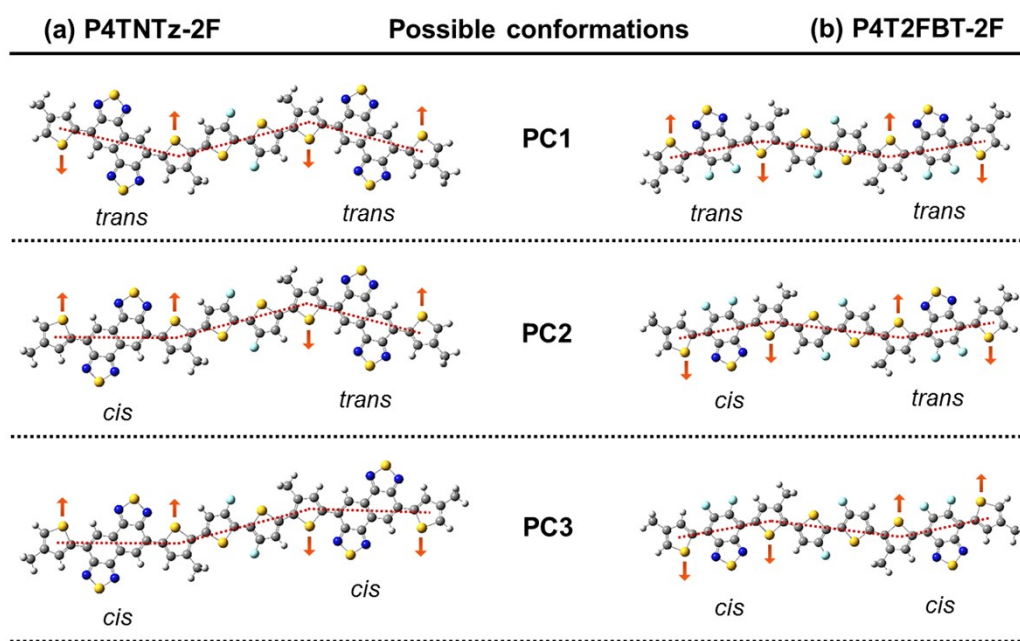 (a) P4TNTz-2F Possible conformations (b) P4T2FBT-2F
PC1
trans trans trans trans
PC2
cis trans cis trans
PC3
cis cis cis cis